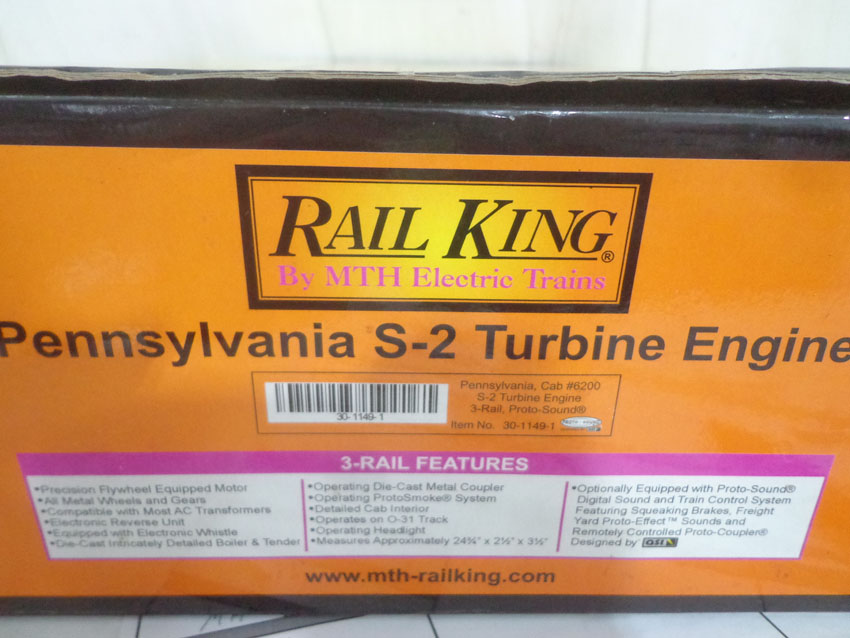 RAIL KING®
By MTH Electric Trains
Pennsylvania S-2 Turbine Engine
30-1149-1
Pennsylvania, Cab #6200
S-2 Turbine Engine
3-Rail, Proto-Sound®
Item No. 30-1149-1
3-RAIL FEATURES
•Precision Flywheel Equipped Motor
•All Metal Wheels and Gears
•Compatible with Most AC Transformers
•Electronic Reverse Unit
•Equipped with Electronic Whistle
•Die-Cast Intricately Detailed Boiler & Tender
•Operating Die-Cast Metal Coupler
•Operating ProtoSmoke® System
•Detailed Cab Interior
•Operates on O-31 Track
•Operating Headlight
•Measures Approximately 24¾" x 2½" x 3½"
•Optionally Equipped with Proto-Sound®
Digital Sound and Train Control System
Featuring Squeaking Brakes, Freight
Yard Proto-Effect™ Sounds and
Remotely Controlled Proto-Coupler®
Designed by QSI
www.mth-railking.com